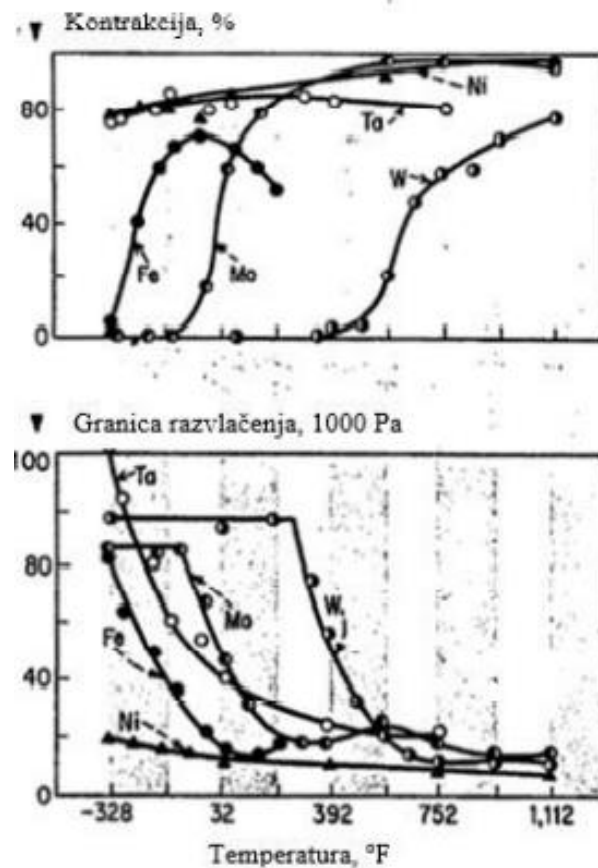 Kontrakcija, %
80
40
0
Ni
Ta
W
Fe
Mo
Granica razvlačenja, 1000 Pa
100
80
40
20
0
Ta
Mo
W
Fe
Ni
-328 32 392 752 1,112
Temperatura, °F